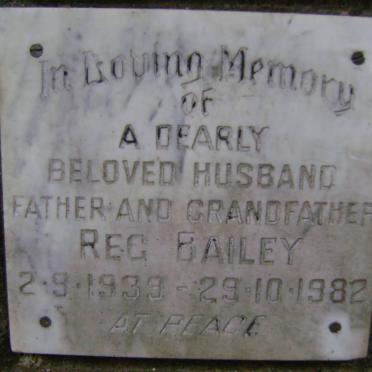 In Loving Memory
of
A DEARLY
BELOVED HUSBAND
FATHER AND GRANDFATHER
REG BAILEY
2·9·1939 - 29·10·1982
AT PEACE